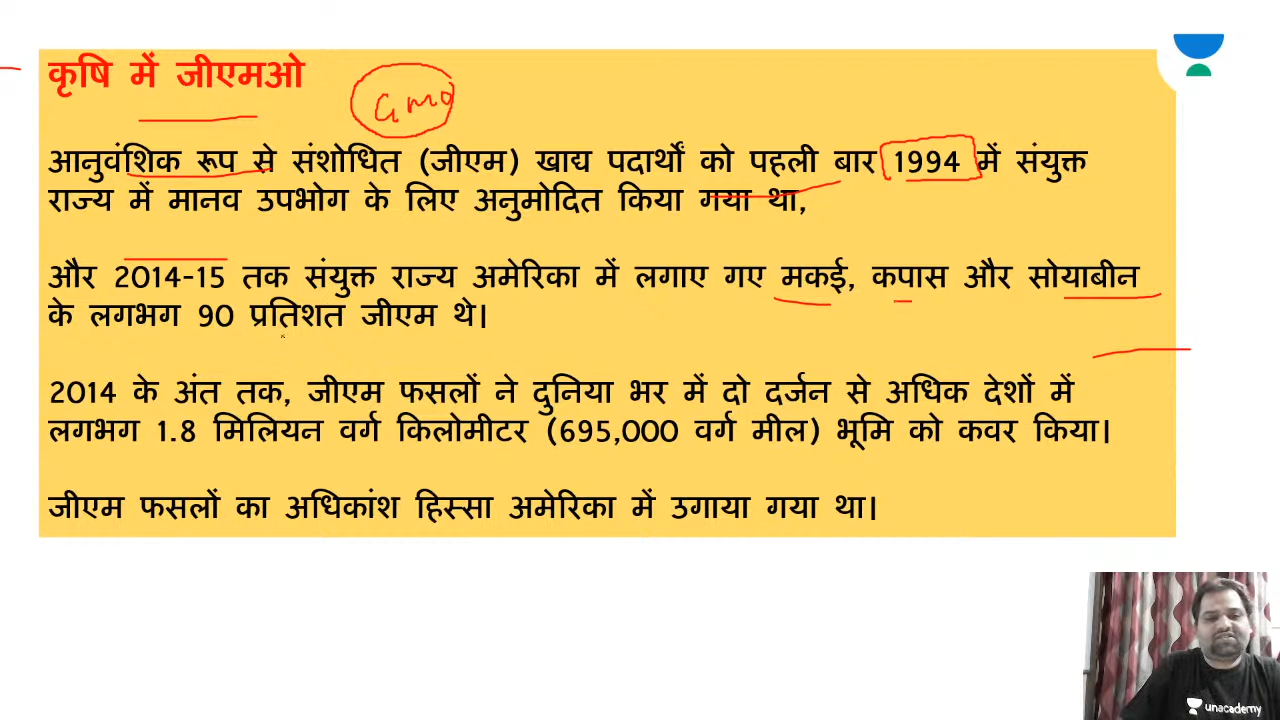 कृषि में जीएमओ
GMO
आनुवंशिक रूप से संशोधित (जीएम) खाद्य पदार्थों को पहली बार 1994 में संयुक्त
राज्य में मानव उपभोग के लिए अनुमोदित किया गया था,
और 2014-15 तक संयुक्त राज्य अमेरिका में लगाए गए मकई, कपास और सोयाबीन
के लगभग 90 प्रतिशत जीएम थे।
2014 के अंत तक, जीएम फसलों ने दुनिया भर में दो दर्जन से अधिक देशों में
लगभग 1.8 मिलियन वर्ग किलोमीटर (695,000 वर्ग मील) भूमि को कवर किया।
जीएम फसलों का अधिकांश हिस्सा अमेरिका में उगाया गया था।
unacademy